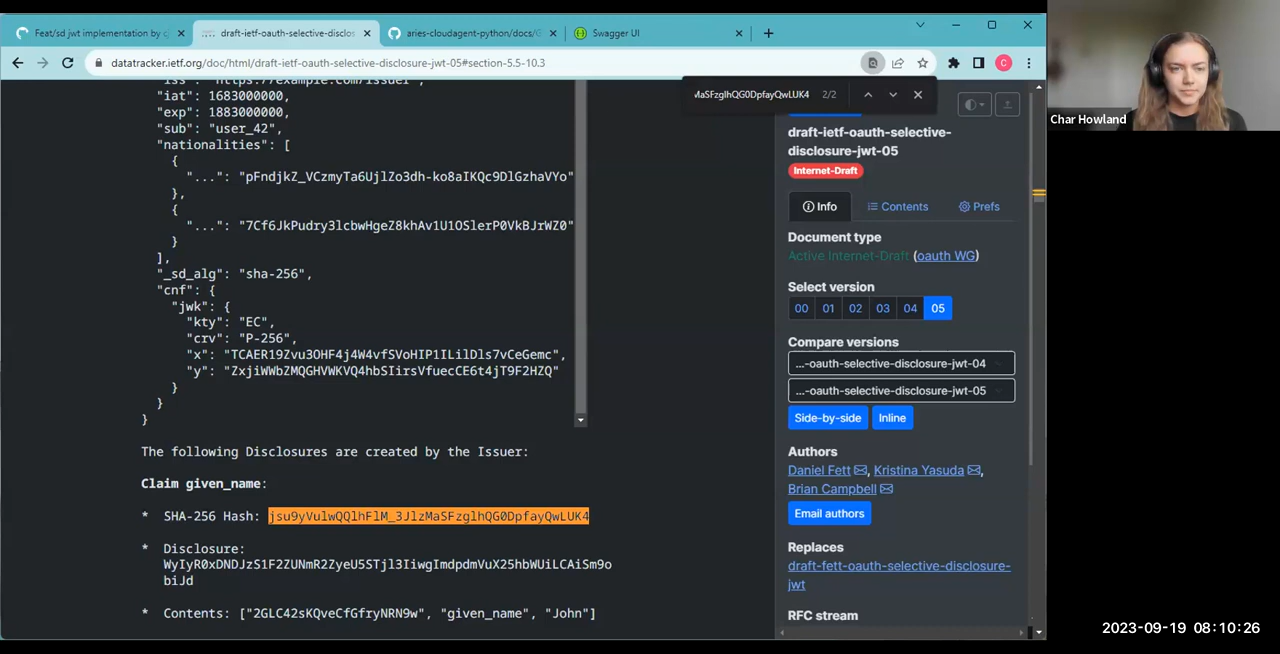 Feat/sd jwt implementation by c
draft-ietf-oauth-selective-disclos
aries-cloudagent-python/docs/G
Swagger UI
datatracker.ietf.org/doc/html/draft-ietf-oauth-selective-disclosure-jwt-05#section-5.5-10.3
C
MaSFzglhQG0DpfayQwLUK4 2/2
Char Howland
"iss": "https://example.com/issuer",
"iat": 1683000000,
"exp": 1883000000,
"sub": "user_42",
"nationalities": [
{
"...": "pFndjkZ_VCzmyTa6UjlZo3dh-ko8aIKQc9DlGzhaVYo"
},
{
"...": "7Cf6JkPudry3lcbwHgeZ8khAv1U1OSlerP0VkBJrWZ0"
}
],
"_sd_alg": "sha-256",
"cnf": {
"jwk": {
"kty": "EC",
"crv": "P-256",
"x": "TCAER19Zvu3OHF4j4W4vfSVoHIP1ILilDls7vCeGemc",
"y": "ZxjiWWbZMQGHVWKVQ4hbSIirsVfuecCE6t4jT9F2HZQ"
}
}
}
The following Disclosures are created by the Issuer:
Claim given_name:
* SHA-256 Hash: jsu9yVulwQQlhFlM_3JlzMaSFzglhQG0DpfayQwLUK4
* Disclosure:
WyIyR0xDNDJzS1F2ZUNmR2ZyeU5STjl3IiwgImdpdmVuX25hbWUiLCAiSm9o
biJd
* Contents: ["2GLC42sKQveCfGfryNRN9w", "given_name", "John"]
draft-ietf-oauth-selective-
disclosure-jwt-05
Internet-Draft
Info Contents Prefs
Document type
Active Internet-Draft (oauth WG)
Select version
00 01 02 03 04 05
Compare versions
...-oauth-selective-disclosure-jwt-04
...-oauth-selective-disclosure-jwt-05
Side-by-side Inline
Authors
Daniel Fett, Kristina Yasuda,
Brian Campbell
Email authors
Replaces
draft-fett-oauth-selective-disclosure-
jwt
RFC stream
2023-09-19 08:10:26